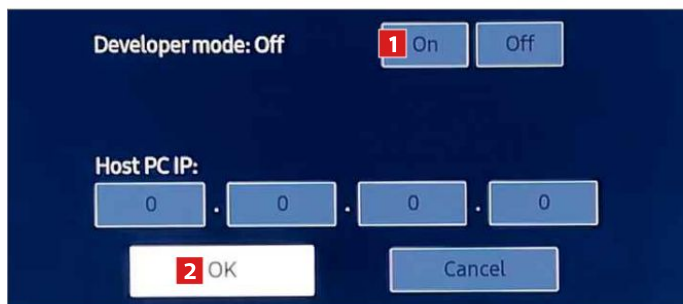 Developer mode: Off 1 On Off
Host PC IP:
0 . 0 . 0 . 0
2 OK Cancel